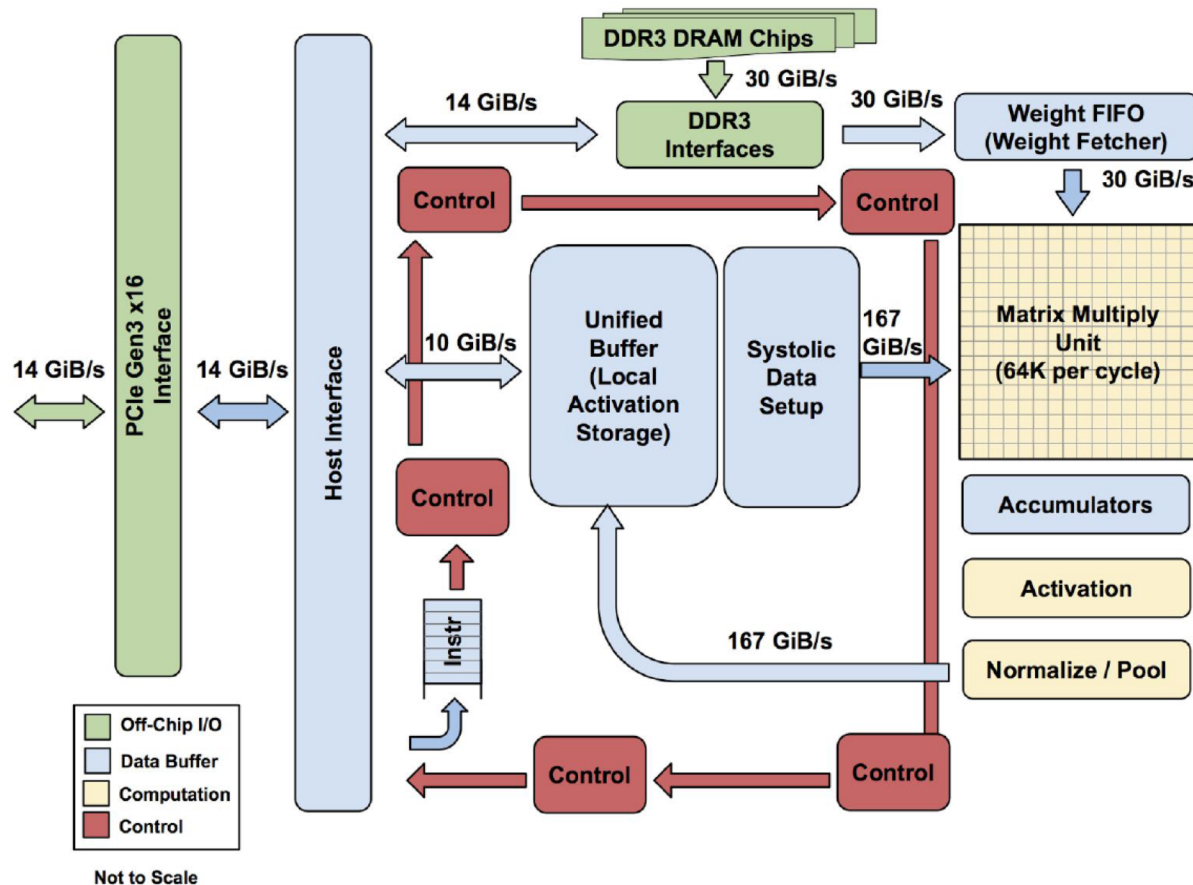 DDR3 DRAM Chips
30 GiB/s
14 GiB/s
30 GiB/s
DDR3
Interfaces
Weight FIFO
(Weight Fetcher)
30 GiB/s
Control
Control
PCIe Gen3 x16
Interface
Host Interface
14 GiB/s
14 GiB/s
10 GiB/s
Unified
Buffer
(Local
Activation
Storage)
Systolic
Data
Setup
167
GiB/s
Matrix Multiply
Unit
(64K per cycle)
Control
Accumulators
Activation
Instr
167 GiB/s
Normalize / Pool
Control
Control
Off-Chip I/O
Data Buffer
Computation
Control
Not to Scale